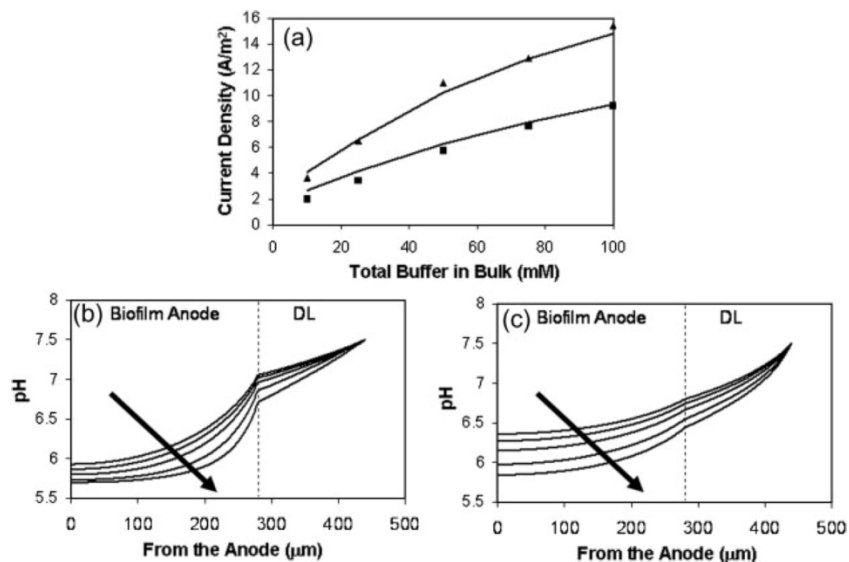 (a)
Current Density (A/m²)
16
14
12
10
8
6
4
2
0
0 20 40 60 80 100
Total Buffer in Bulk (mM)
(b)
Biofilm Anode DL
pH
8
7.5
7
6.5
6
5.5
0 100 200 300 400 500
From the Anode (μm)
(c)
Biofilm Anode DL
pH
8
7.5
7
6.5
6
5.5
0 100 200 300 400 500
From the Anode (μm)